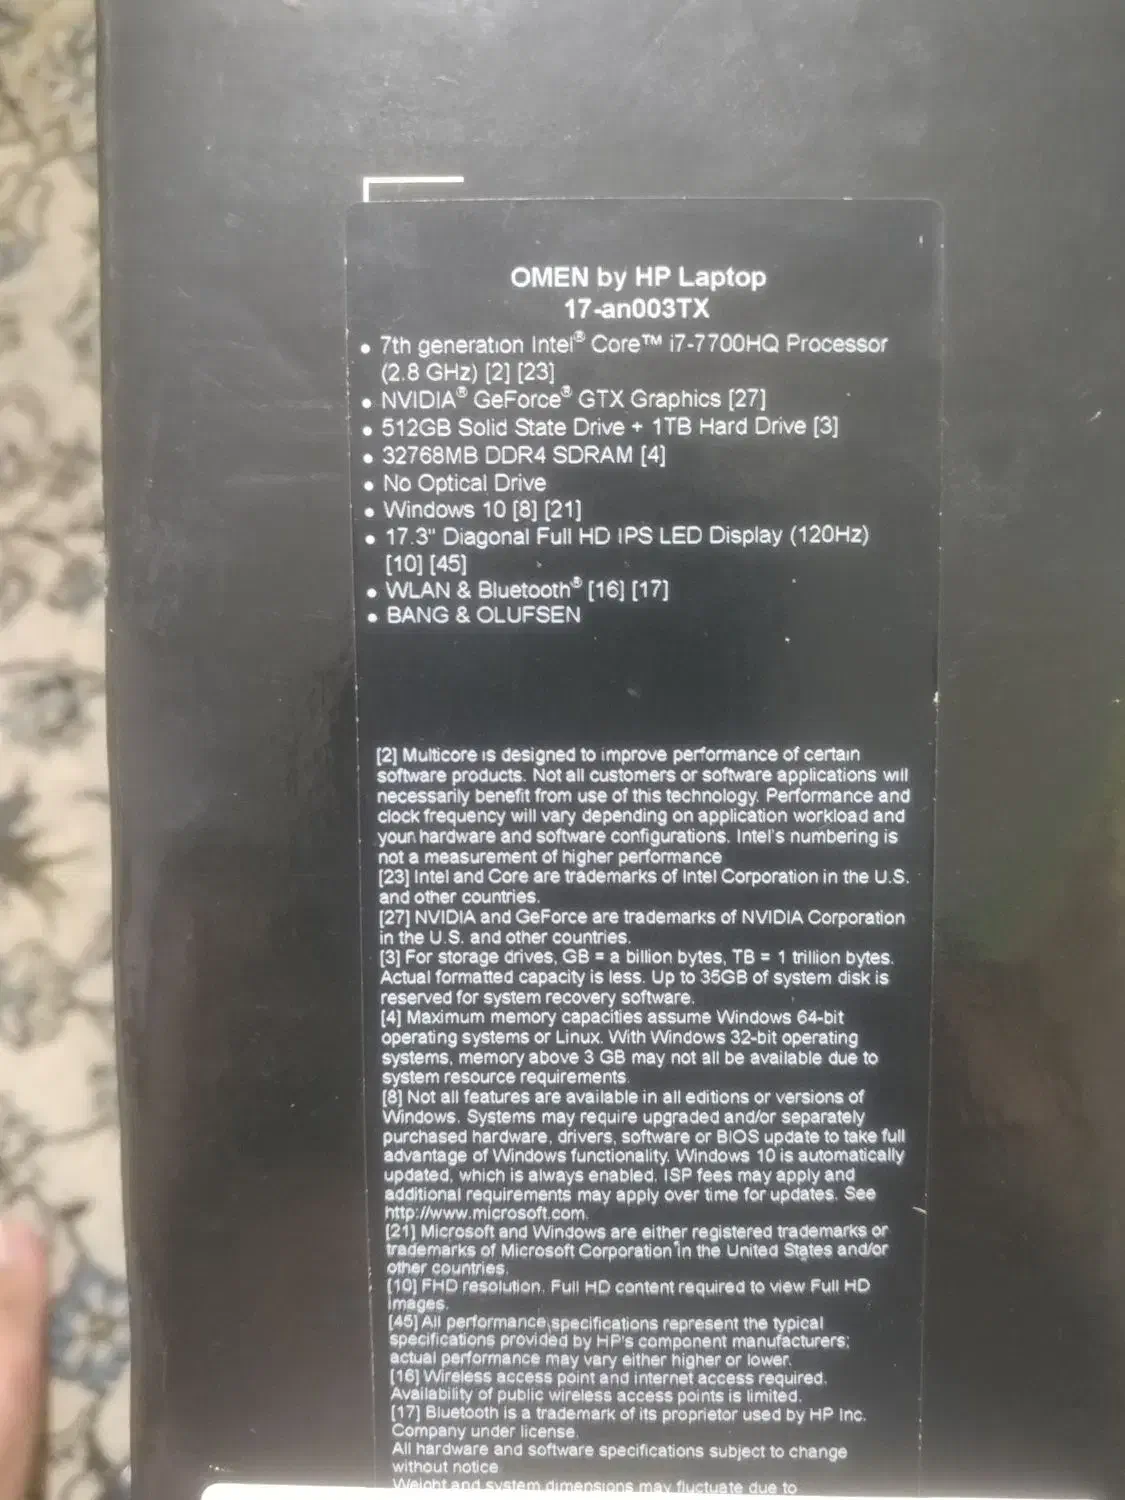 OMEN by HP Laptop
17-an003TX
• 7th generation Intel® Core™ i7-7700HQ Processor
(2.8 GHz) [2] [23]
• NVIDIA® GeForce® GTX Graphics [27]
• 512GB Solid State Drive + 1TB Hard Drive [3]
• 32768MB DDR4 SDRAM [4]
• No Optical Drive
• Windows 10 [8] [21]
• 17.3" Diagonal Full HD IPS LED Display (120Hz)
[10] [45]
• WLAN & Bluetooth® [16] [17]
• BANG & OLUFSEN
[2] Multicore is designed to improve performance of certain
software products. Not all customers or software applications will
necessarily benefit from use of this technology. Performance and
clock frequency will vary depending on application workload and
your hardware and software configurations. Intel's numbering is
not a measurement of higher performance
[23] Intel and Core are trademarks of Intel Corporation in the U.S.
and other countries.
[27] NVIDIA and GeForce are trademarks of NVIDIA Corporation
in the U.S. and other countries.
[3] For storage drives, GB = a billion bytes, TB = 1 trillion bytes.
Actual formatted capacity is less. Up to 35GB of system disk is
reserved for system recovery software.
[4] Maximum memory capacities assume Windows 64-bit
operating systems or Linux. With Windows 32-bit operating
systems, memory above 3 GB may not all be available due to
system resource requirements.
[8] Not all features are available in all editions or versions of
Windows. Systems may require upgraded and/or separately
purchased hardware, drivers, software or BIOS update to take full
advantage of Windows functionality. Windows 10 is automatically
updated, which is always enabled. ISP fees may apply and
additional requirements may apply over time for updates. See
http://www.microsoft.com.
[21] Microsoft and Windows are either registered trademarks or
trademarks of Microsoft Corporation in the United States and/or
other countries.
[10] FHD resolution. Full HD content required to view Full HD
images.
[45] All performance specifications represent the typical
specifications provided by HP's component manufacturers;
actual performance may vary either higher or lower.
[16] Wireless access point and internet access required.
Availability of public wireless access points is limited.
[17] Bluetooth is a trademark of its proprietor used by HP Inc.
Company under license.
All hardware and software specifications subject to change
without notice
Weight and system dimensions may fluctuate due to